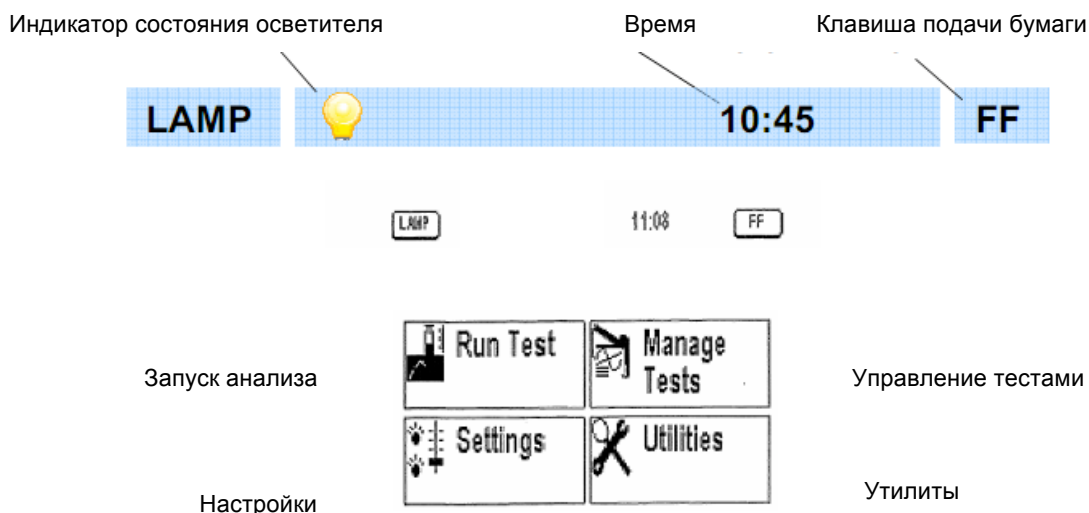 Индикатор состояния осветителя Время Клавиша подачи бумаги
LAMP 10:45 FF
LAMP 11:08 FF
Run Test Manage
Tests
Запуск анализа Управление тестами
Settings Utilities
Настройки Утилиты